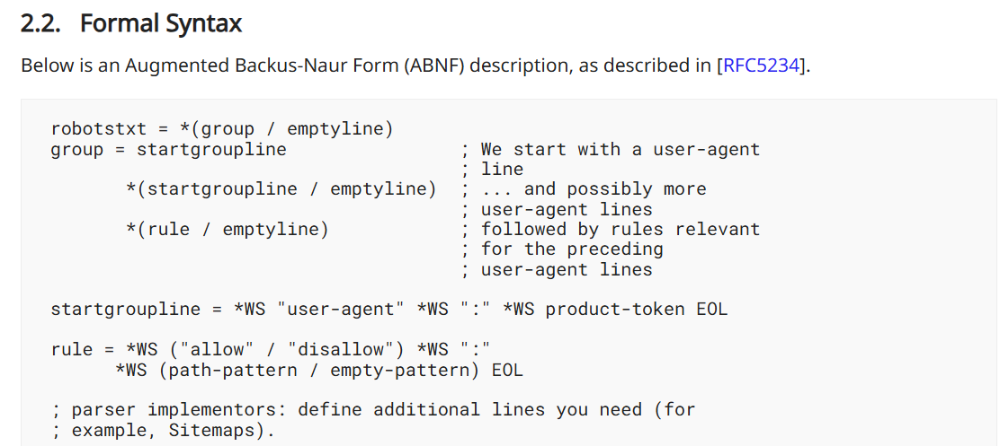 2.2. Formal Syntax
Below is an Augmented Backus-Naur Form (ABNF) description, as described in [RFC5234].
robotstxt = *(group / emptyline)
group = startgroupline ; We start with a user-agent
; line
*(startgroupline / emptyline) ; ... and possibly more
; user-agent lines
*(rule / emptyline) ; followed by rules relevant
; for the preceding
; user-agent lines
startgroupline = *WS "user-agent" *WS ":" *WS product-token EOL
rule = *WS ("allow" / "disallow") *WS ":"
*WS (path-pattern / empty-pattern) EOL
; parser implementors: define additional lines you need (for
; example, Sitemaps).